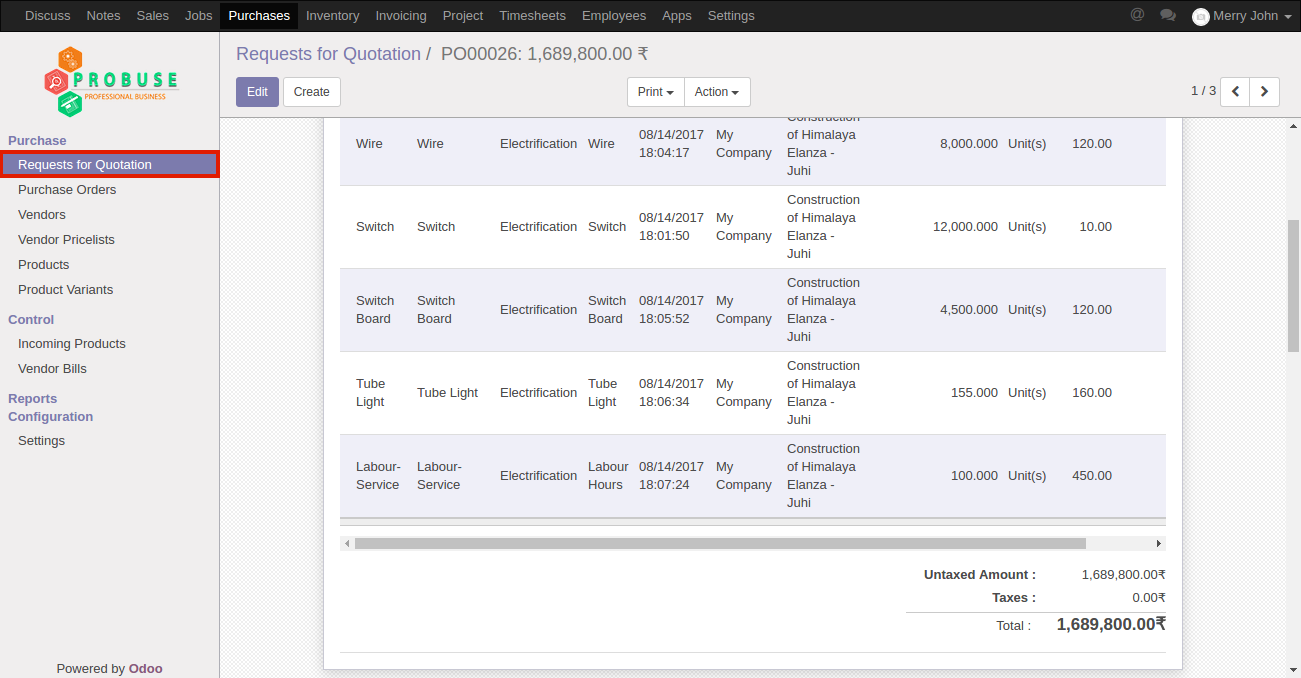 Discuss Notes Sales Jobs Purchases Inventory Invoicing Project Timesheets Employees Apps Settings @ Merry John
PROBUSE
PROFESSIONAL BUSINESS
Purchase
Requests for Quotation
Purchase Orders
Vendors
Vendor Pricelists
Products
Product Variants
Control
Incoming Products
Vendor Bills
Reports
Configuration
Settings
Powered by Odoo
Requests for Quotation / PO00026: 1,689,800.00 ₹
Edit Create Print Action 1 / 3
Construction
Wire Wire Electrification Wire 08/14/2017 My of Himalaya 8,000.000 Unit(s) 120.00
18:04:17 Company Elanza -
Juhi
Construction
Switch Switch Electrification Switch 08/14/2017 My of Himalaya 12,000.000 Unit(s) 10.00
18:01:50 Company Elanza -
Juhi
Construction
Switch Switch Electrification Switch 08/14/2017 My of Himalaya 4,500.000 Unit(s) 120.00
Board Board Board 18:05:52 Company Elanza -
Juhi
Construction
Tube Tube Light Electrification Tube 08/14/2017 My of Himalaya 155.000 Unit(s) 160.00
Light Light 18:06:34 Company Elanza -
Juhi
Construction
Labour- Labour- Electrification Labour 08/14/2017 My of Himalaya 100.000 Unit(s) 450.00
Service Service Hours 18:07:24 Company Elanza -
Juhi
Untaxed Amount : 1,689,800.00₹
Taxes : 0.00₹
Total : 1,689,800.00₹